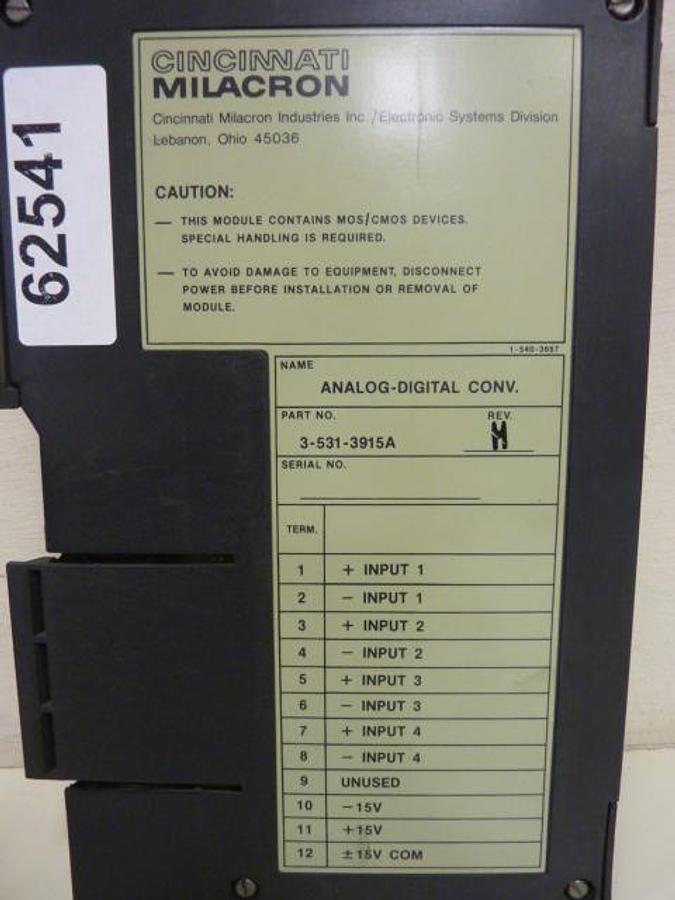 62541
CINCINNATI
MILACRON
Cincinnati Milacron Industries Inc./Electronic Systems Division
Lebanon, Ohio 45036
CAUTION:
— THIS MODULE CONTAINS MOS/CMOS DEVICES.
SPECIAL HANDLING IS REQUIRED.
— TO AVOID DAMAGE TO EQUIPMENT, DISCONNECT
POWER BEFORE INSTALLATION OR REMOVAL OF
MODULE.
1-540-3697
NAME
ANALOG-DIGITAL CONV.
PART NO. REV.
3-531-3915A H
SERIAL NO.
TERM.
1 + INPUT 1
2 − INPUT 1
3 + INPUT 2
4 − INPUT 2
5 + INPUT 3
6 − INPUT 3
7 + INPUT 4
8 − INPUT 4
9 UNUSED
10 −15V
11 +15V
12 ±15V COM